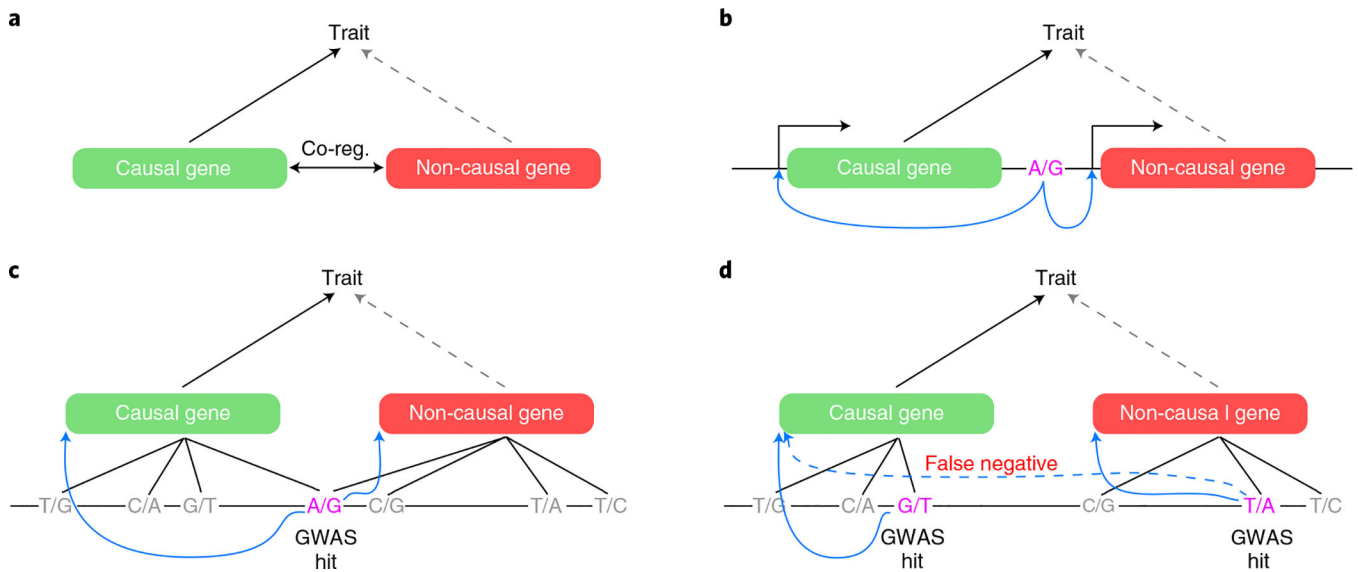 a
Trait
Co-reg.
Causal gene
Non-causal gene
b
Trait
Causal gene
A/G
Non-causal gene
c
Trait
Causal gene
Non-causal gene
T/G
C/A
G/T
A/G
C/G
T/A
T/C
GWAS
hit
d
Trait
Causal gene
Non-causa l gene
False negative
T/G
C/A
G/T
C/G
T/A
T/C
GWAS
hit
GWAS
hit